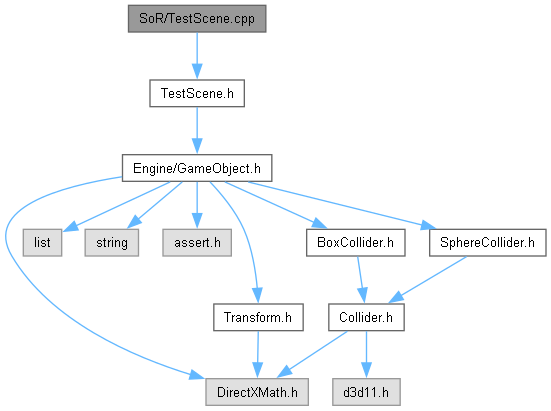 SoR/TestScene.cpp
TestScene.h
Engine/GameObject.h
list
string
assert.h
BoxCollider.h
SphereCollider.h
Transform.h
Collider.h
DirectXMath.h
d3d11.h